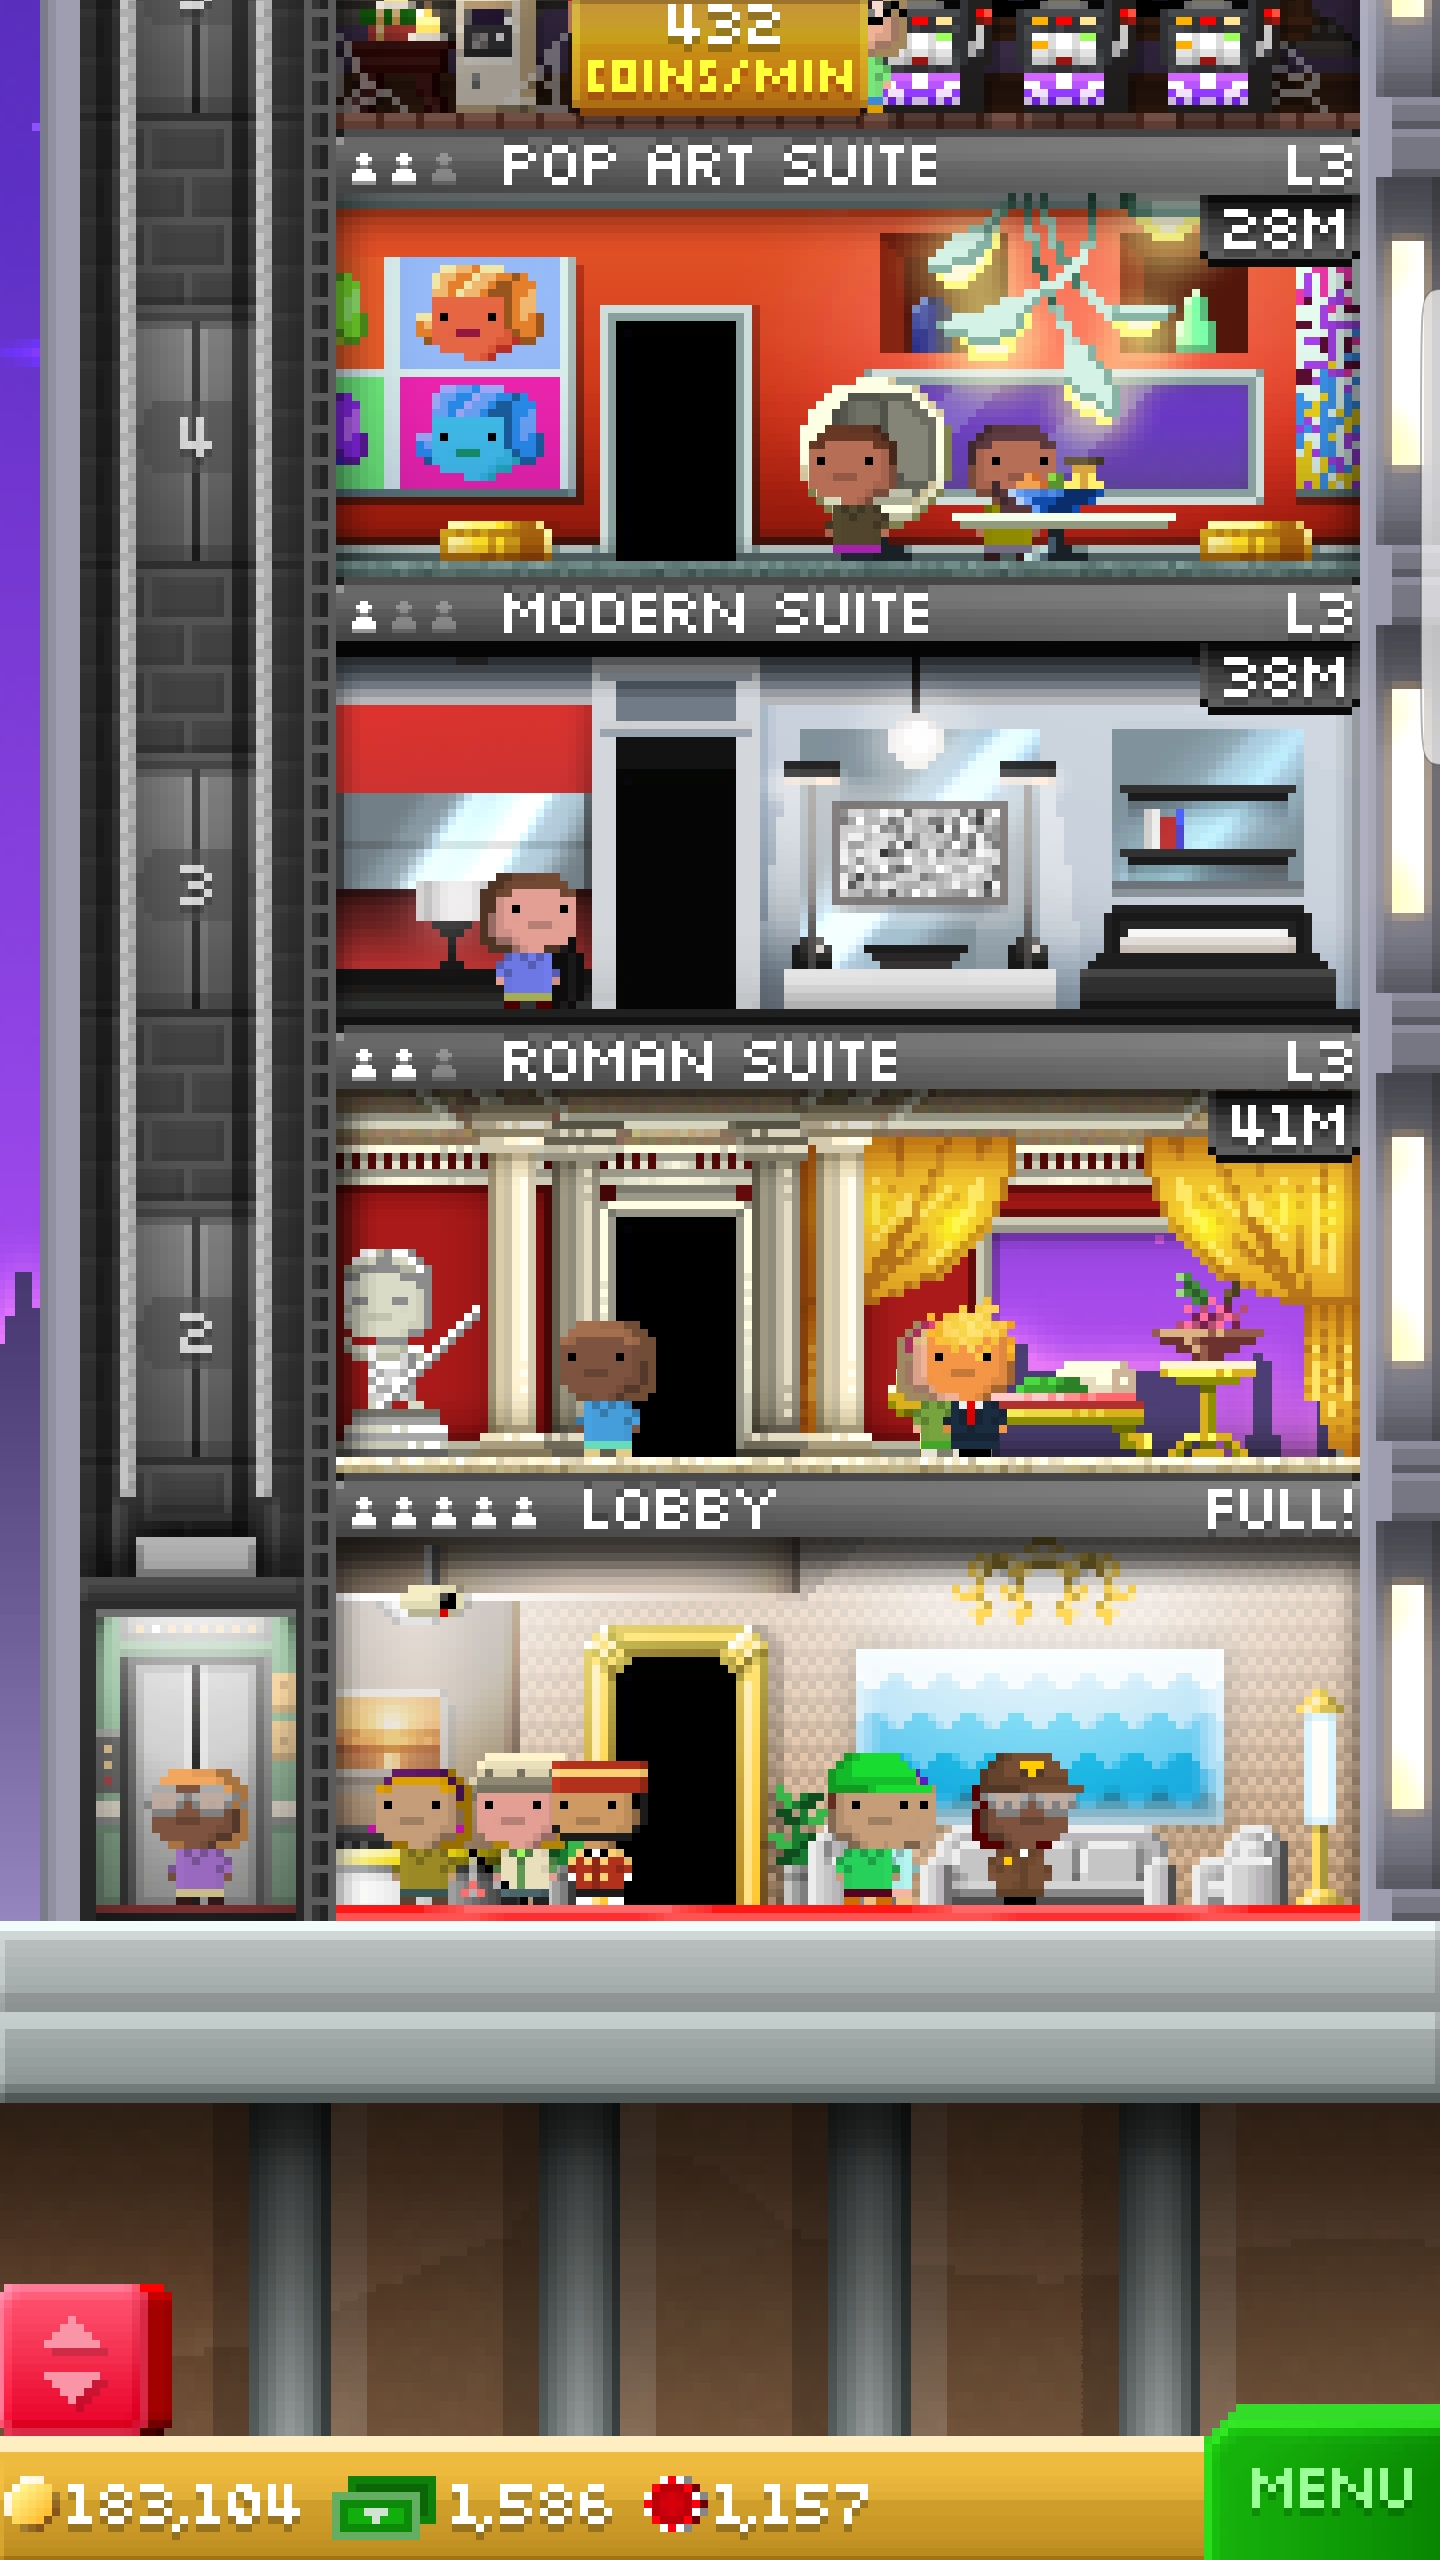 432
COINS/MIN
POP ART SUITE L3
28M
4
MODERN SUITE L3
38M
3
ROMAN SUITE L3
41M
2
LOBBY FULL!
183,104 1,586 1,157
MENU